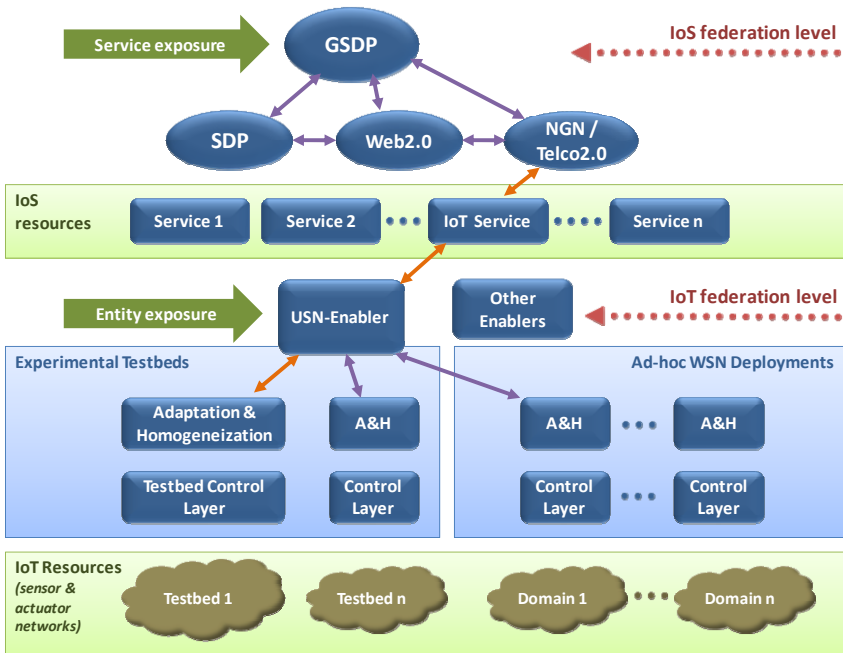 Service exposure
GSDP
IoS federation level
SDP
Web2.0
NGN /
Telco2.0
IoS
resources
Service 1
Service 2
IoT Service
Service n
Entity exposure
USN-Enabler
Other
Enablers
IoT federation level
Experimental Testbeds
Ad-hoc WSN Deployments
Adaptation &
Homogeneization
A&H
A&H
A&H
Testbed Control
Layer
Control
Layer
Control
Layer
Control
Layer
IoT Resources
(sensor &
actuator
networks)
Testbed 1
Testbed n
Domain 1
Domain n